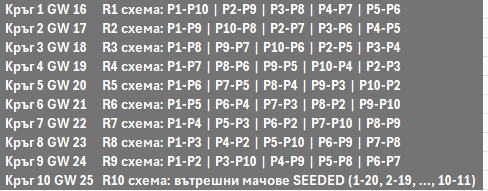 Кръг 1 GW 16 R1 схема: P1-P10 | P2-P9 | P3-P8 | P4-P7 | P5-P6
Кръг 2 GW 17 R2 схема: P1-P9 | P10-P8 | P2-P7 | P3-P6 | P4-P5
Кръг 3 GW 18 R3 схема: P1-P8 | P9-P7 | P10-P6 | P2-P5 | P3-P4
Кръг 4 GW 19 R4 схема: P1-P7 | P8-P6 | P9-P5 | P10-P4 | P2-P3
Кръг 5 GW 20 R5 схема: P1-P6 | P7-P5 | P8-P4 | P9-P3 | P10-P2
Кръг 6 GW 21 R6 схема: P1-P5 | P6-P4 | P7-P3 | P8-P2 | P9-P10
Кръг 7 GW 22 R7 схема: P1-P4 | P5-P3 | P6-P2 | P7-P10 | P8-P9
Кръг 8 GW 23 R8 схема: P1-P3 | P4-P2 | P5-P10 | P6-P9 | P7-P8
Кръг 9 GW 24 R9 схема: P1-P2 | P3-P10 | P4-P9 | P5-P8 | P6-P7
Кръг 10 GW 25 R10 схема: вътрешни мачове SEEDED (1-20, 2-19, ..., 10-11)